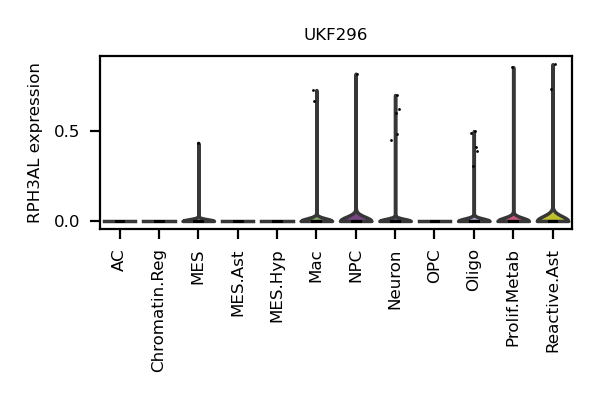 UKF296
RPH3AL expression
0.5
0.0
AC
Chromatin.Reg
MES
MES.Ast
MES.Hyp
Mac
NPC
Neuron
OPC
Oligo
Prolif.Metab
Reactive.Ast